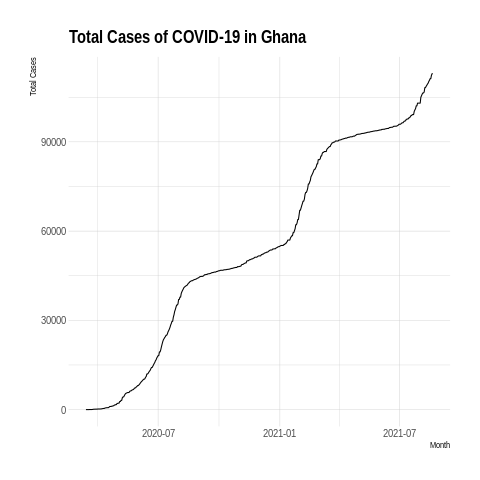 Total Cases of COVID-19 in Ghana
Total Cases
90000
60000
30000
0
2020-07
2021-01
2021-07
Month